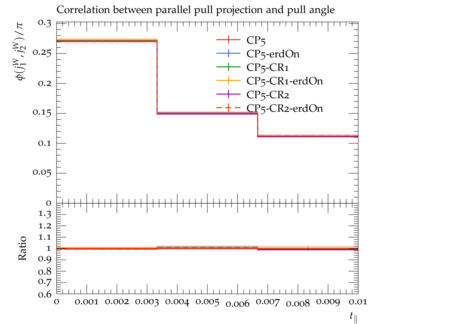 Correlation between parallel pull projection and pull angle
ϕ(j₁ᵂ, j₂ᵂ)/π
0.3
0.25
0.2
0.15
0.1
0.05
0
CP5
CP5-erdOn
CP5-CR1
CP5-CR1-erdOn
CP5-CR2
CP5-CR2-erdOn
Ratio
1.3
1.2
1.1
1
0.9
0.8
0.7
0.6
0 0.001 0.002 0.003 0.004 0.005 0.006 0.007 0.008 0.009 0.01
t∥